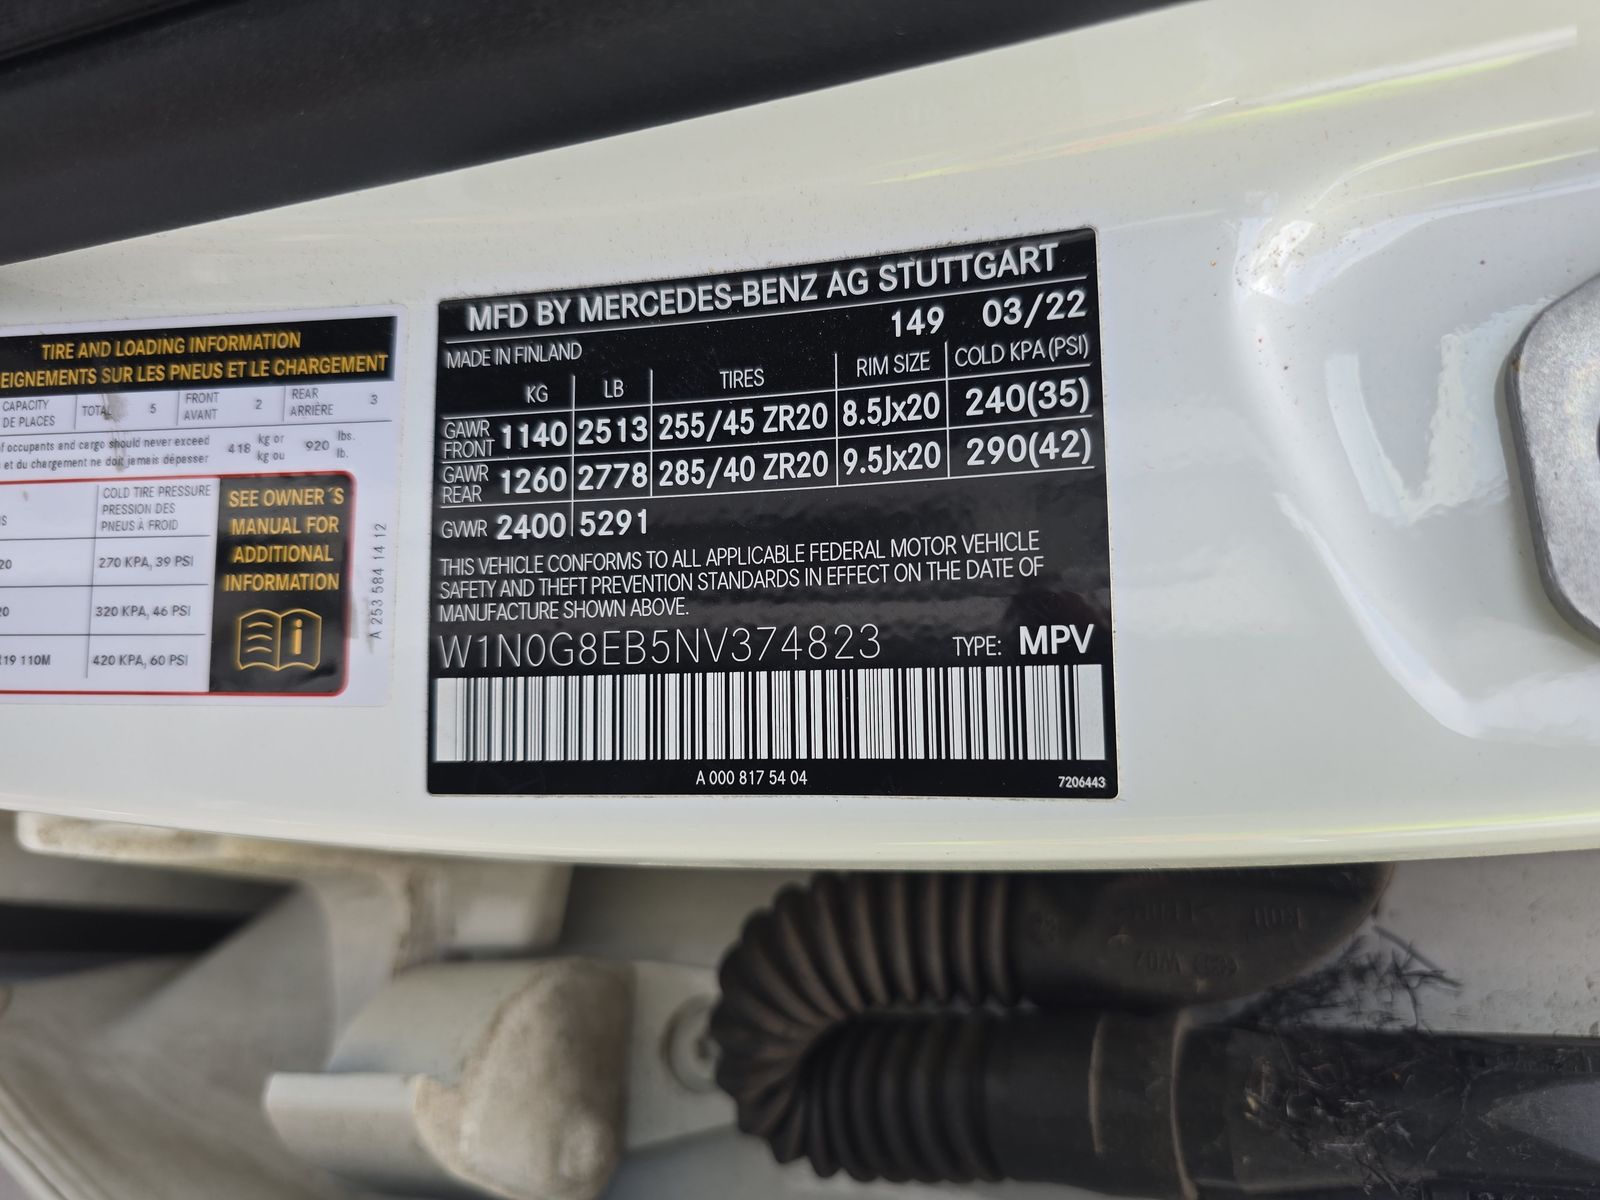 MFD BY MERCEDES-BENZ AG STUTTGART
149 03/22
MADE IN FINLAND
KG LB TIRES RIM SIZE COLD KPA (PSI)
GAWR FRONT 1140 2513 255/45 ZR20 8.5Jx20 240(35)
GAWR REAR 1260 2778 285/40 ZR20 9.5Jx20 290(42)
GVWR 2400 5291
THIS VEHICLE CONFORMS TO ALL APPLICABLE FEDERAL MOTOR VEHICLE
SAFETY AND THEFT PREVENTION STANDARDS IN EFFECT ON THE DATE OF
MANUFACTURE SHOWN ABOVE.
W1N0G8EB5NV374823 TYPE: MPV
A 000 817 54 04 7206443
TIRE AND LOADING INFORMATION
EIGNEMENTS SUR LES PNEUS ET LE CHARGEMENT
CAPACITY TOTAL 5 FRONT 2 REAR 3
DE PLACES AVANT ARRIÈRE
of occupants and cargo should never exceed 418 kg or 920 lbs.
et du chargement ne doit jamais dépasser kg ou lb.
COLD TIRE PRESSURE
PRESSION DES
PNEUS À FROID
20 270 KPA, 39 PSI
20 320 KPA, 46 PSI
R19 110M 420 KPA, 60 PSI
SEE OWNER´S
MANUAL FOR
ADDITIONAL
INFORMATION
A 253 584 14 12